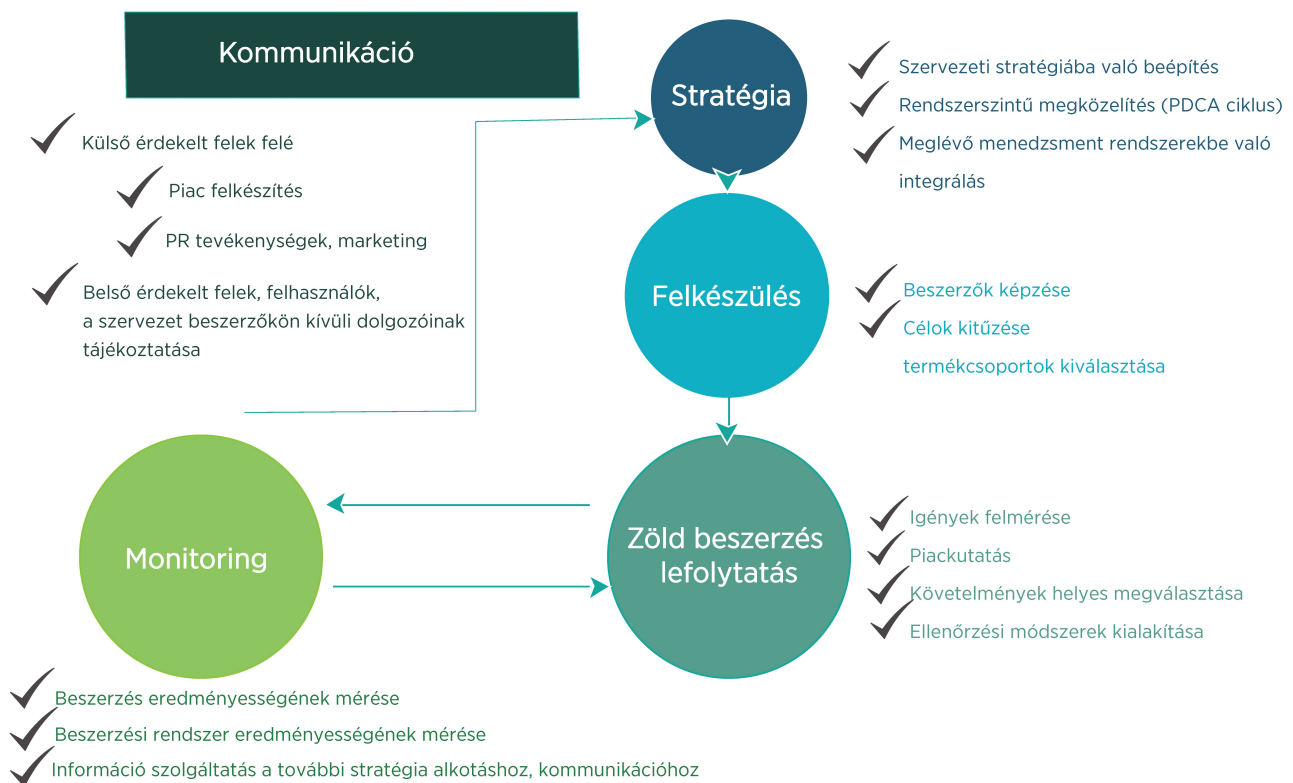 Kommunikáció
Külső érdekelt felek felé
Piac felkészítés
PR tevékenységek, marketing
Belső érdekelt felek, felhasználók,
a szervezet beszerzőkön kívüli dolgozóinak
tájékoztatása
Stratégia
Szervezeti stratégiába való beépítés
Rendszerszintű megközelítés (PDCA ciklus)
Meglévő menedzsment rendszerekbe való
integrálás
Felkészülés
Beszerzők képzése
Célok kitűzése
termékcsoportok kiválasztása
Zöld beszerzés
lefolytatás
Igények felmérése
Piackutatás
Követelmények helyes megválasztása
Ellenőrzési módszerek kialakítása
Monitoring
Beszerzés eredményességének mérése
Beszerzési rendszer eredményességének mérése
Információ szolgáltatás a további stratégia alkotáshoz, kommunikációhoz